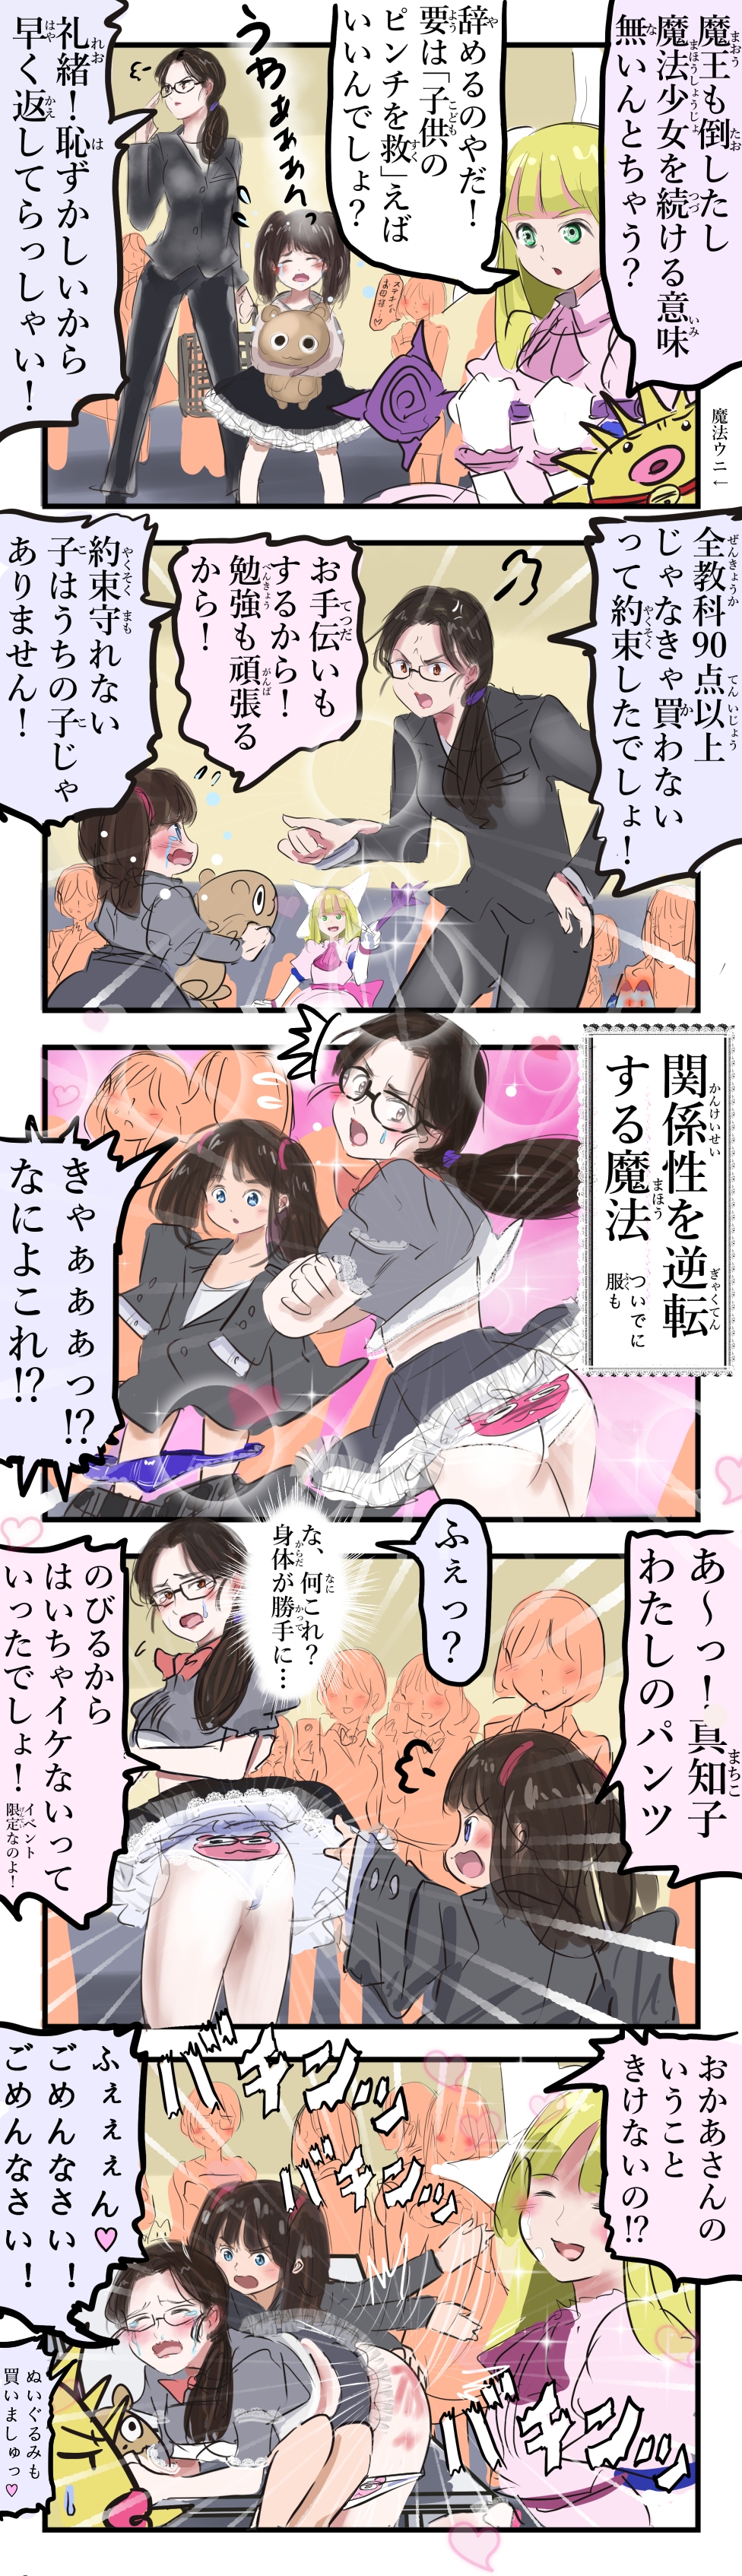 魔王も倒したし
魔法少女を続ける意味
無いんとちゃう?
辞めるのやだ!
要は「子供の
ピンチを救」えば
いいんでしょ?
うわあぁぁん
礼緒!恥ずかしいから
早く返してらっしゃい!
魔法ウニ←
全教科90点以上
じゃなきゃ買わない
って約束したでしょ!
お手伝いも
するから!
勉強も頑張る
から!
約束守れない
子はうちの子じゃ
ありません!
関係性を逆転
する魔法
ついでに
服も
きゃぁぁぁっ!?
なによこれ!?
あ〜っ!真知子
わたしのパンツ
ふぇっ?
な、何これ?
身体が勝手に…
のびるから
はいちゃイケないって
いったでしょ!
イベント
限定なのよ!
おかあさんの
いうこと
きけないの!?
バチンッ
バチンッ
バチンッ
ふぇぇぇん♥
ごめんなさい!
ごめんなさい!
ぬいぐるみも
買いましゅっ♥